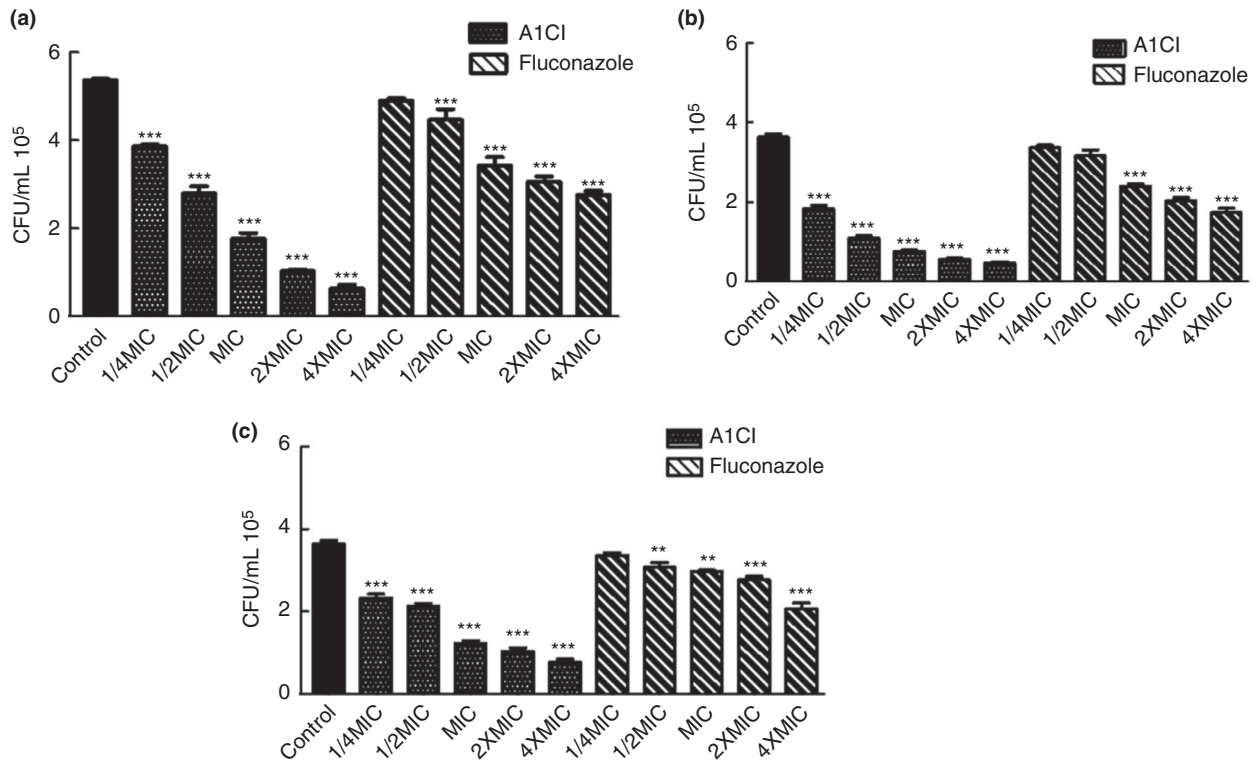 (a)
A1CI
Fluconazole
CFU/mL 10⁵
6
4
2
0
***
***
***
***
***
***
***
***
***
Control
1/4MIC
1/2MIC
MIC
2XMIC
4XMIC
1/4MIC
1/2MIC
MIC
2XMIC
4XMIC
(b)
A1CI
Fluconazole
CFU/mL 10⁵
6
4
2
0
***
***
***
***
***
***
***
***
Control
1/4MIC
1/2MIC
MIC
2XMIC
4XMIC
1/4MIC
1/2MIC
MIC
2XMIC
4XMIC
(c)
A1CI
Fluconazole
CFU/mL 10⁵
6
4
2
0
***
***
***
***
***
**
**
***
***
Control
1/4MIC
1/2MIC
MIC
2XMIC
4XMIC
1/4MIC
1/2MIC
MIC
2XMIC
4XMIC